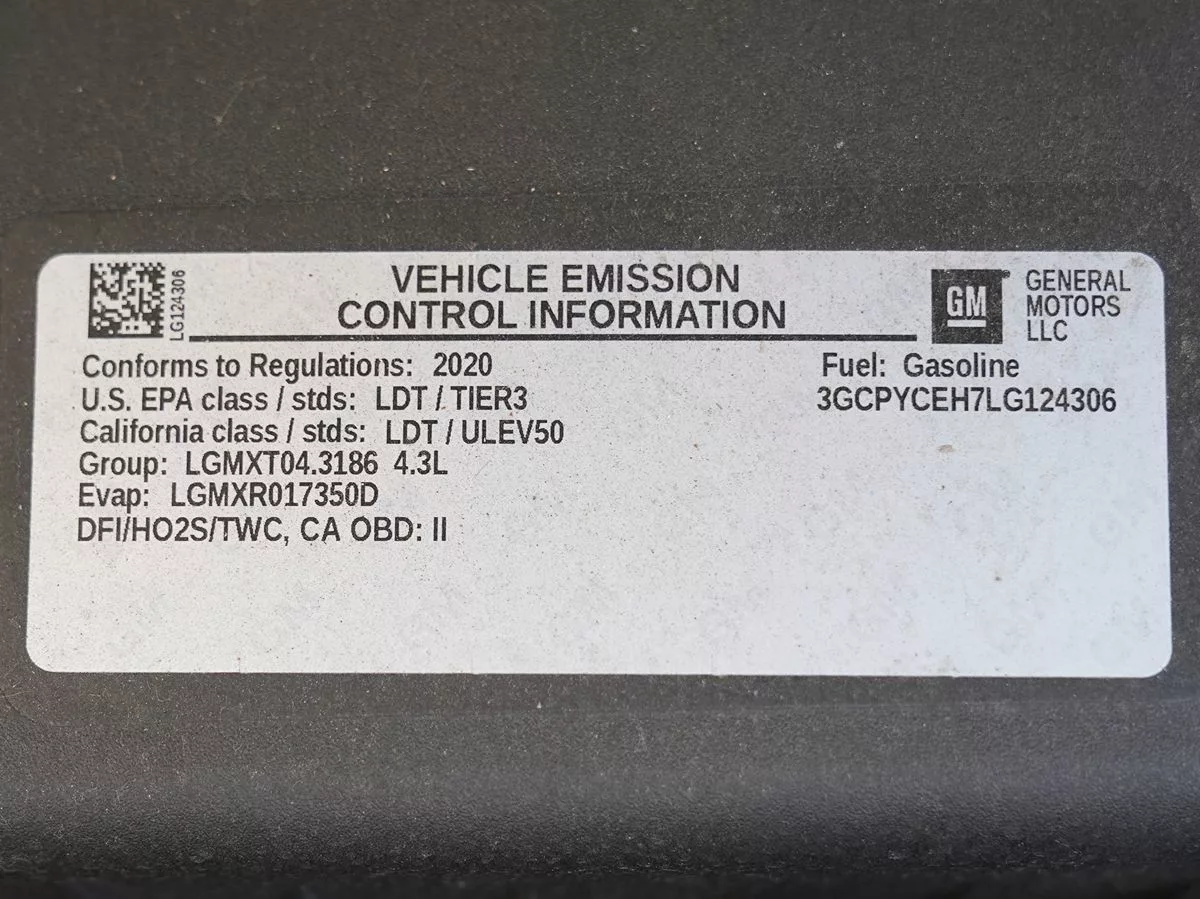 LG124306
VEHICLE EMISSION
CONTROL INFORMATION
GM
GENERAL
MOTORS
LLC
Conforms to Regulations: 2020
Fuel: Gasoline
U.S. EPA class / stds: LDT / TIER3
3GCPYCEH7LG124306
California class / stds: LDT / ULEV50
Group: LGMXT04.3186 4.3L
Evap: LGMXR017350D
DFI/HO2S/TWC, CA OBD: II